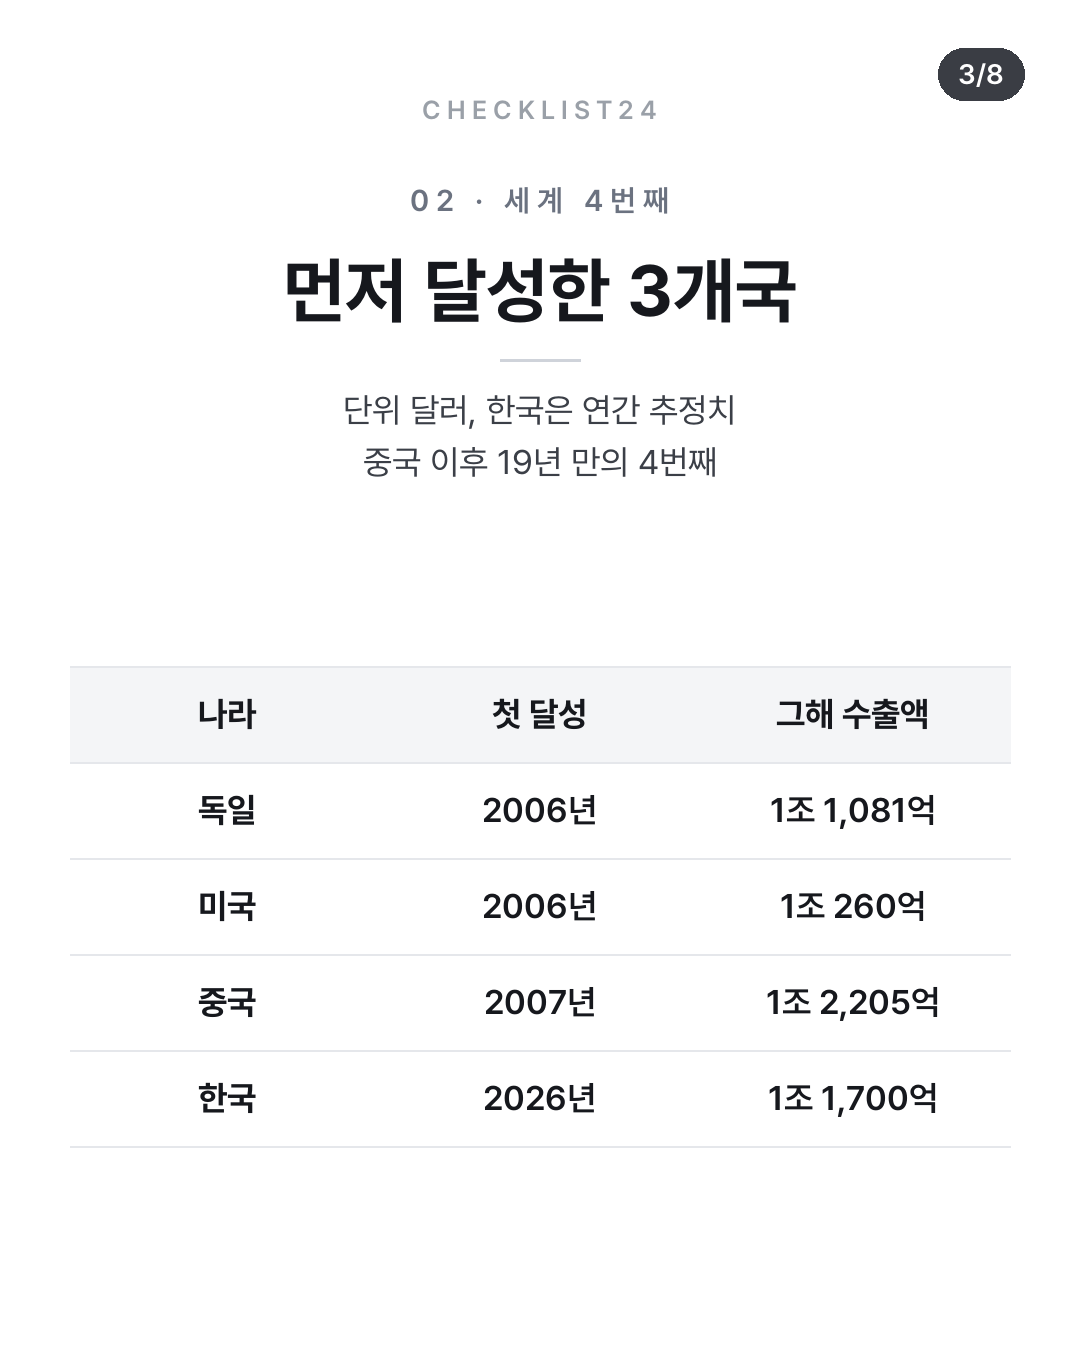 3/8
CHECKLIST24
02 · 세계 4번째
먼저 달성한 3개국
단위 달러, 한국은 연간 추정치
중국 이후 19년 만의 4번째
나라 첫 달성 그해 수출액
독일 2006년 1조 1,081억
미국 2006년 1조 260억
중국 2007년 1조 2,205억
한국 2026년 1조 1,700억